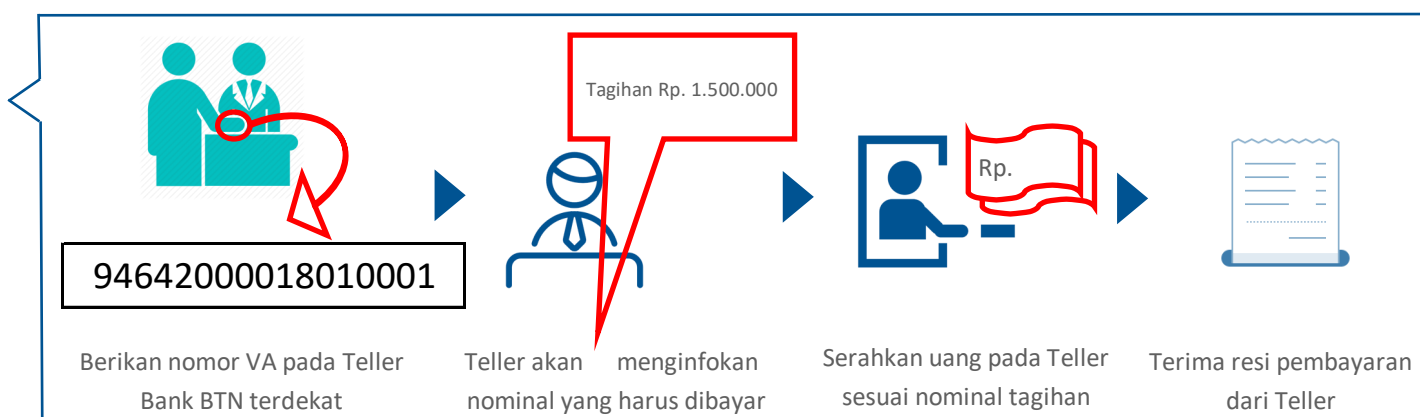 Tagihan Rp. 1.500.000
Rp.
94642000018010001
Berikan nomor VA pada Teller
Bank BTN terdekat
Teller akan menginfokan
nominal yang harus dibayar
Serahkan uang pada Teller
sesuai nominal tagihan
Terima resi pembayaran
dari Teller